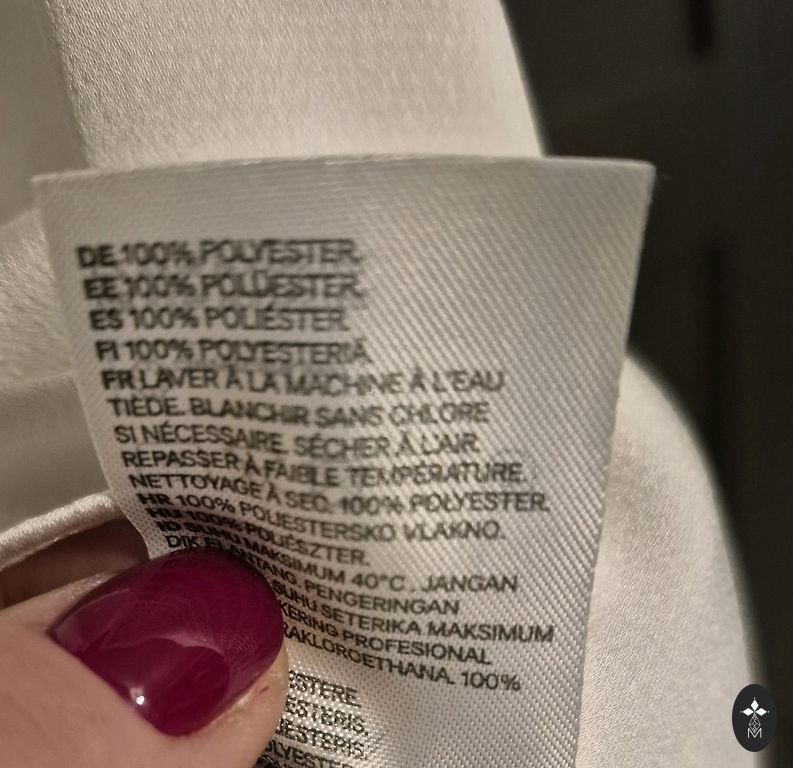 DE 100% POLYESTER.
EE 100% POLÜESTER.
ES 100% POLIÉSTER.
FI 100% POLYESTERIÄ.
FR LAVER À LA MACHINE À L'EAU
TIÈDE. BLANCHIR SANS CHLORE
SI NÉCESSAIRE. SÉCHER À L'AIR.
REPASSER À FAIBLE TEMPÉRATURE.
NETTOYAGE À SEC. 100% POLYESTER.
HR 100% POLIESTERSKO VLAKNO.
HU 100% POLIÉSZTER.
ID SUHU MAKSIMUM 40°C. JANGAN
PENGERINGAN
SUHU SETERIKA MAKSIMUM
PROFESIONAL
100%
M